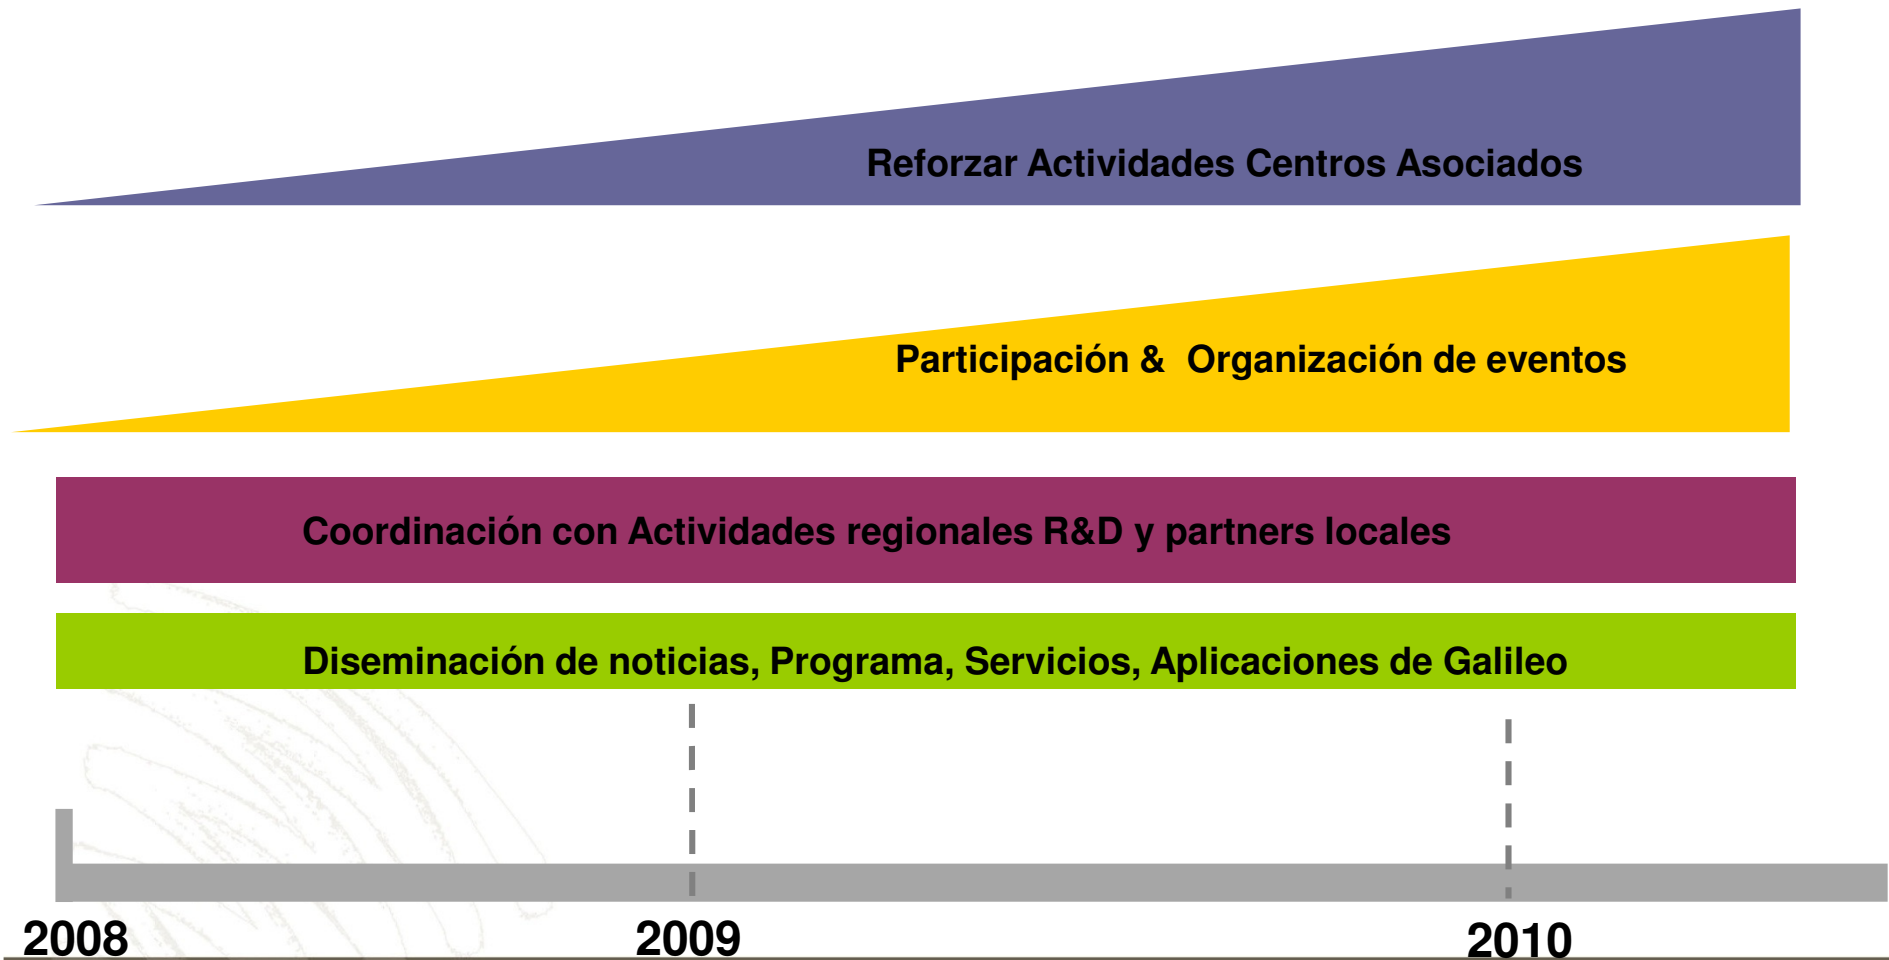 Reforzar Actividades Centros Asociados
Participación & Organización de eventos
Coordinación con Actividades regionales R&D y partners locales
Diseminación de noticias, Programa, Servicios, Aplicaciones de Galileo
2008
2009
2010